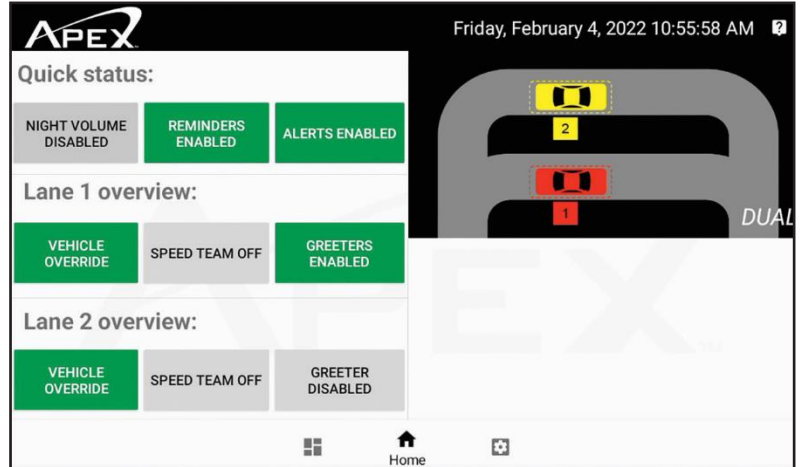 APEX
Friday, February 4, 2022 10:55:58 AM
?
Quick status:
NIGHT VOLUME
DISABLED
REMINDERS
ENABLED
ALERTS ENABLED
Lane 1 overview:
VEHICLE
OVERRIDE
SPEED TEAM OFF
GREETERS
ENABLED
Lane 2 overview:
VEHICLE
OVERRIDE
SPEED TEAM OFF
GREETER
DISABLED
2
1
DUAL
APEX
Home